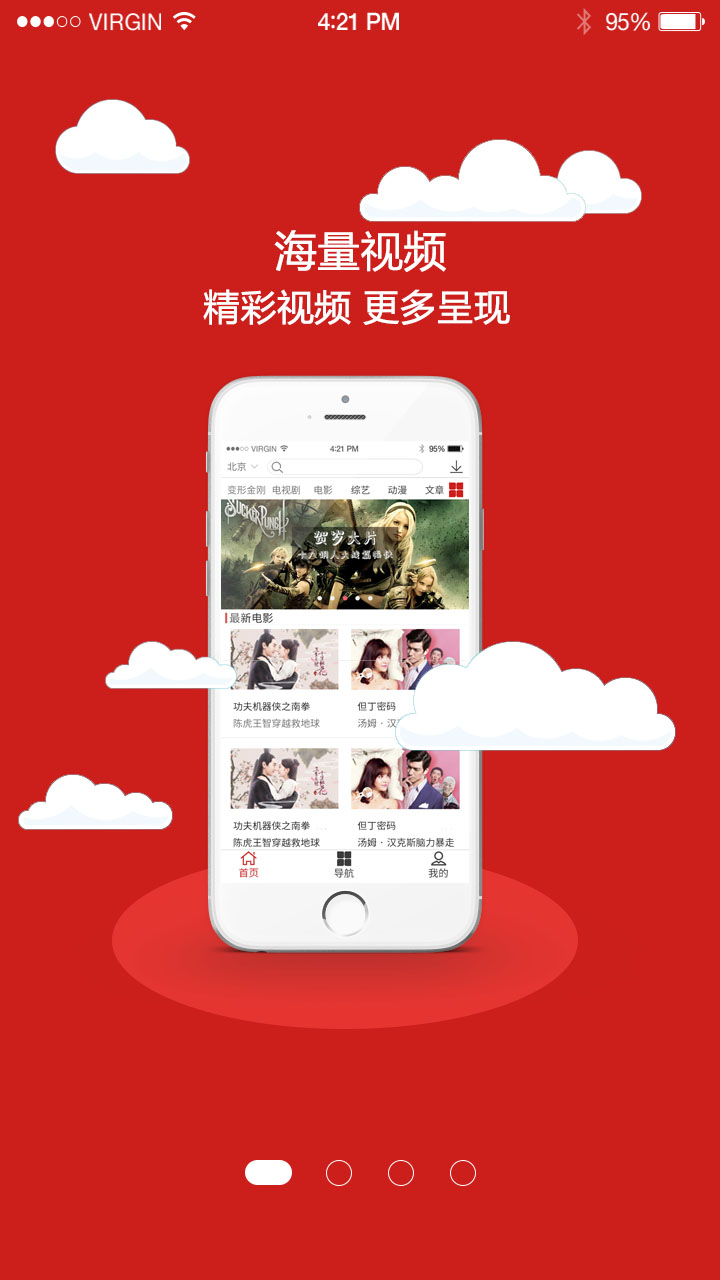 VIRGIN 4:21 PM 95%
海量视频
精彩视频 更多呈现
VIRGIN 4:21 PM 95%
北京
变形金刚 电视剧 电影 综艺 动漫 文章
SUCKER PUNCH
贺岁大片
最新电影
功夫机器侠之南拳 但丁密码
陈虎王智穿越救地球 汤姆·汉
功夫机器侠之南拳 但丁密码
陈虎王智穿越救地球 汤姆·汉克斯脑力暴走
首页 导航 我的